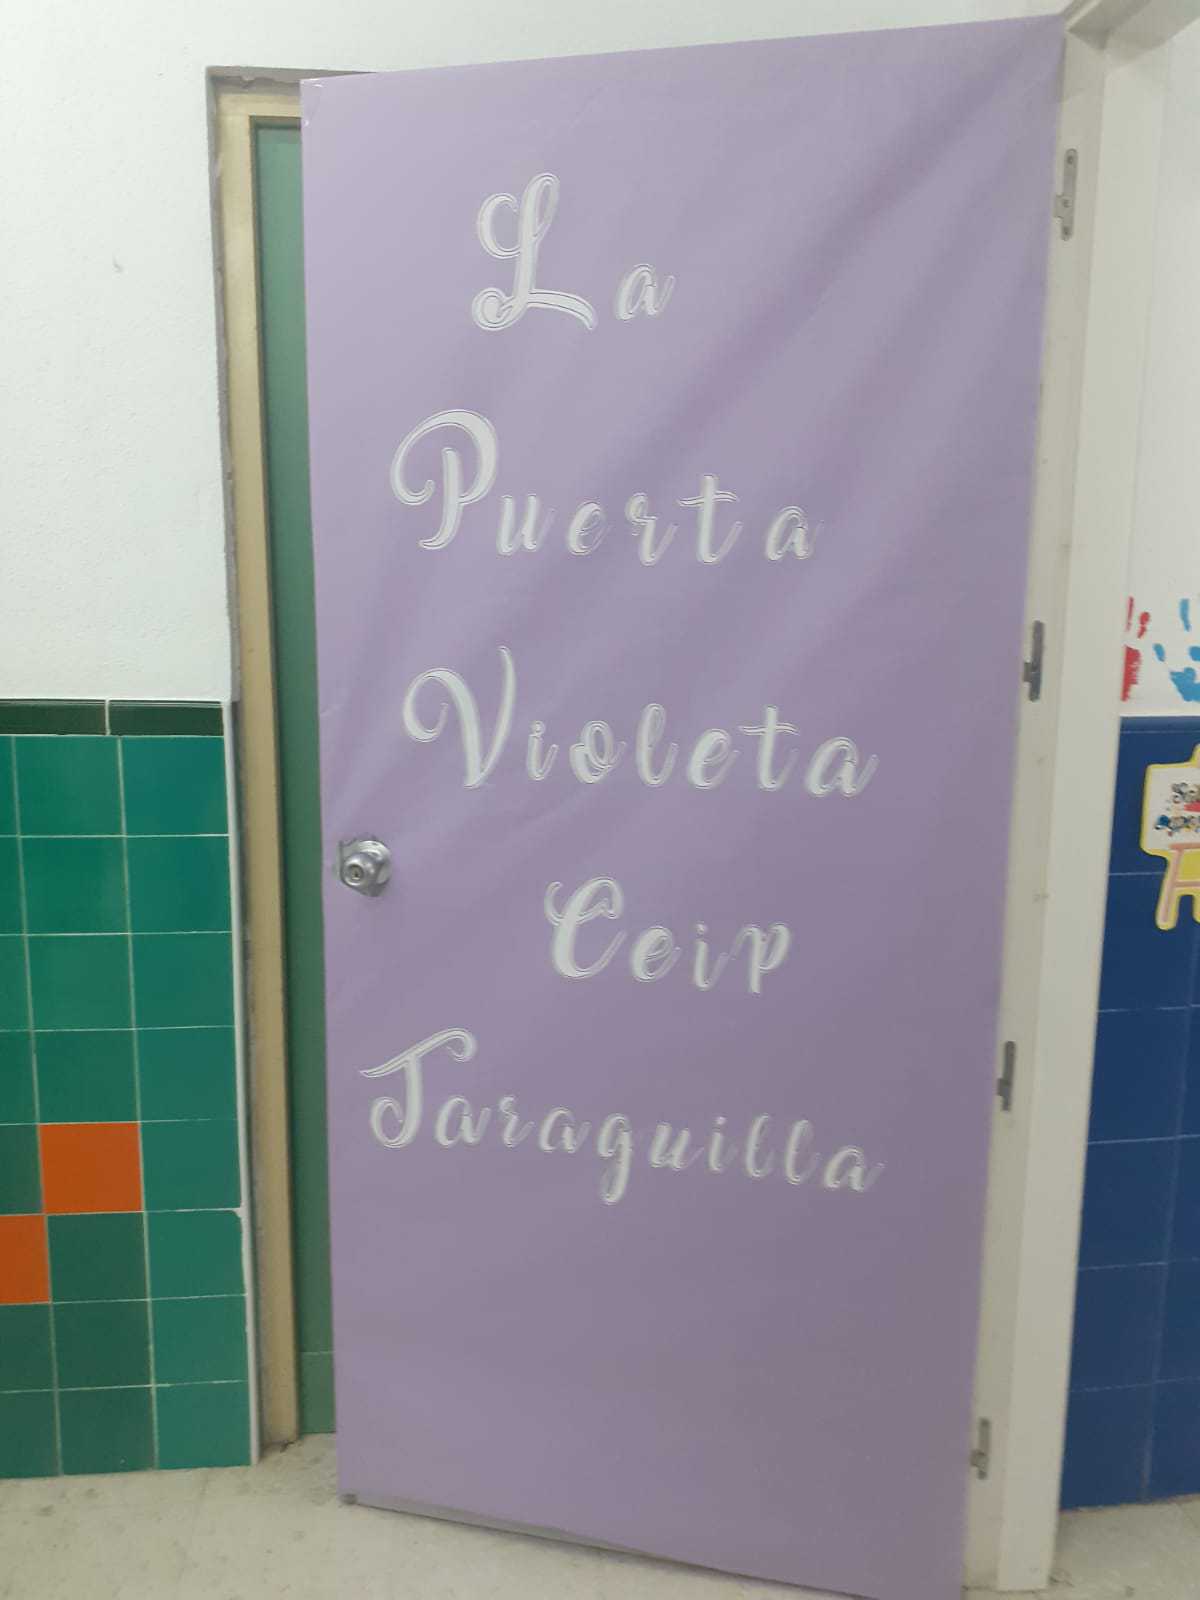 La
Puerta
Violeta
Ceip
Taraguilla